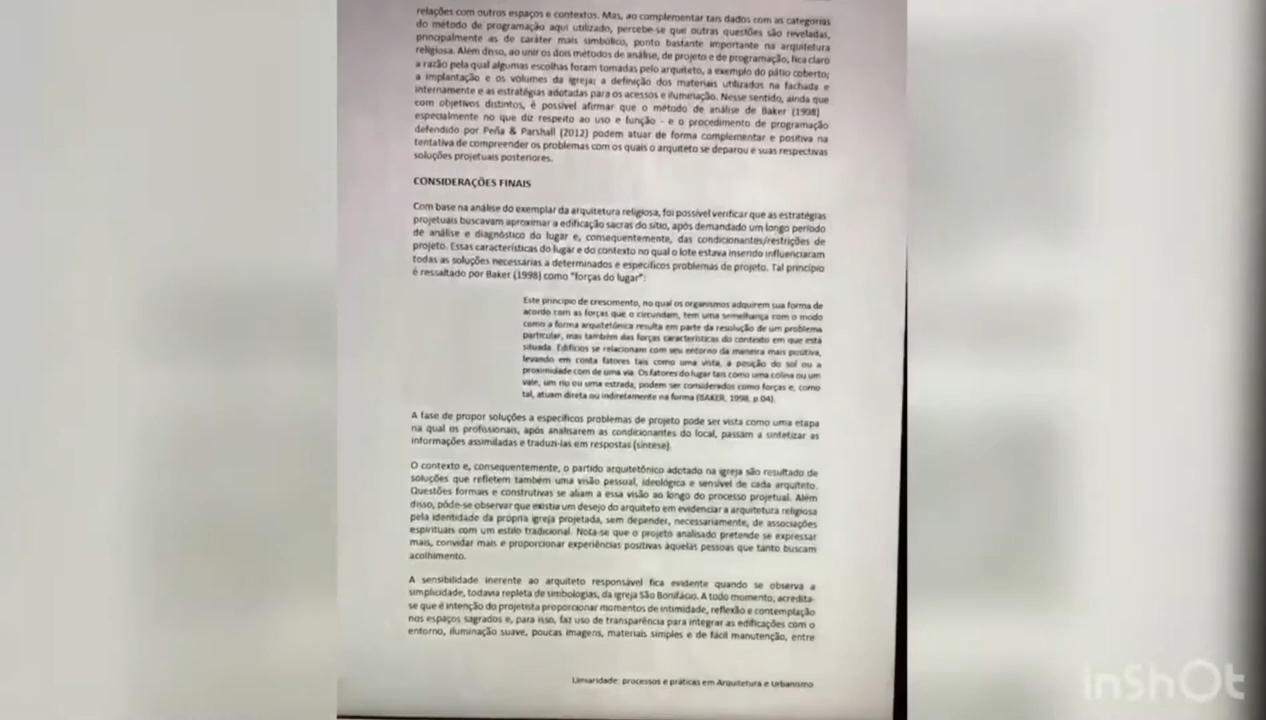 relações com outros espaços e contextos. Mas, ao complementar tais dados com as categorias
do método de programação aqui utilizado, percebe-se que outras questões são reveladas,
principalmente as de caráter mais simbólico, ponto bastante importante na arquitetura
religiosa. Além disso, ao unir os dois métodos de análise, de projeto e de programação, fica claro
a razão pela qual algumas escolhas foram tomadas pelo arquiteto, a exemplo do pátio coberto;
a implantação e os volumes da igreja; a definição dos materiais utilizados na fachada e
internamente e as estratégias adotadas para os acessos e iluminação. Nesse sentido, ainda que
com objetivos distintos, é possível afirmar que o método de análise de Baker (1998)
especialmente no que diz respeito ao uso e função - e o procedimento de programação
defendido por Peña & Parshall (2012) podem atuar de forma complementar e positiva na
tentativa de compreender os problemas com os quais o arquiteto se deparou e suas respectivas
soluções projetuais posteriores.
CONSIDERAÇÕES FINAIS
Com base na análise do exemplar da arquitetura religiosa, foi possível verificar que as estratégias
projetuais buscavam aproximar a edificação sacras do sítio, após demandado um longo período
de análise e diagnóstico do lugar e, consequentemente, das condicionantes/restrições de
projeto. Essas características do lugar e do contexto no qual o lote estava inserido influenciaram
todas as soluções necessárias a determinados e específicos problemas de projeto. Tal princípio
é ressaltado por Baker (1998) como "forças do lugar":
Este princípio de crescimento, no qual os organismos adquirem sua forma de
acordo com as forças que o circundam, tem uma semelhança com o modo
como a forma arquitetônica resulta em parte da resolução de um problema
particular, mas também das forças características do contexto em que está
situada. Edifícios se relacionam com seu entorno da maneira mais positiva,
levando em conta fatores tais como uma vista, a posição do sol ou a
proximidade com de uma via. Os fatores do lugar tais como uma colina ou um
vale, um rio ou uma estrada, podem ser considerados como forças e, como
tal, atuam direta ou indiretamente na forma (BAKER, 1998, p.04).
A fase de propor soluções a específicos problemas de projeto pode ser vista como uma etapa
na qual os profissionais, após analisarem as condicionantes do local, passam a sintetizar as
informações assimiladas e traduzi-las em respostas (síntese).
O contexto e, consequentemente, o partido arquitetônico adotado na igreja são resultado de
soluções que refletem também uma visão pessoal, ideológica e sensível de cada arquiteto.
Questões formais e construtivas se aliam a essa visão ao longo do processo projetual. Além
disso, pôde-se observar que existia um desejo do arquiteto em evidenciar a arquitetura religiosa
pela identidade da própria igreja projetada, sem depender, necessariamente, de associações
espirituais com um estilo tradicional. Nota-se que o projeto analisado pretende se expressar
mais, convidar mais e proporcionar experiências positivas àquelas pessoas que tanto buscam
acolhimento.
A sensibilidade inerente ao arquiteto responsável fica evidente quando se observa a
simplicidade, todavia repleta de simbologias, da igreja São Bonifácio. A todo momento, acredita-
se que é intenção do projetista proporcionar momentos de intimidade, reflexão e contemplação
nos espaços sagrados e, para isso, faz uso de transparência para integrar as edificações com o
entorno, iluminação suave, poucas imagens, materiais simples e de fácil manutenção, entre
Limiaridade: processos e práticas em Arquitetura e Urbanismo
InShOt